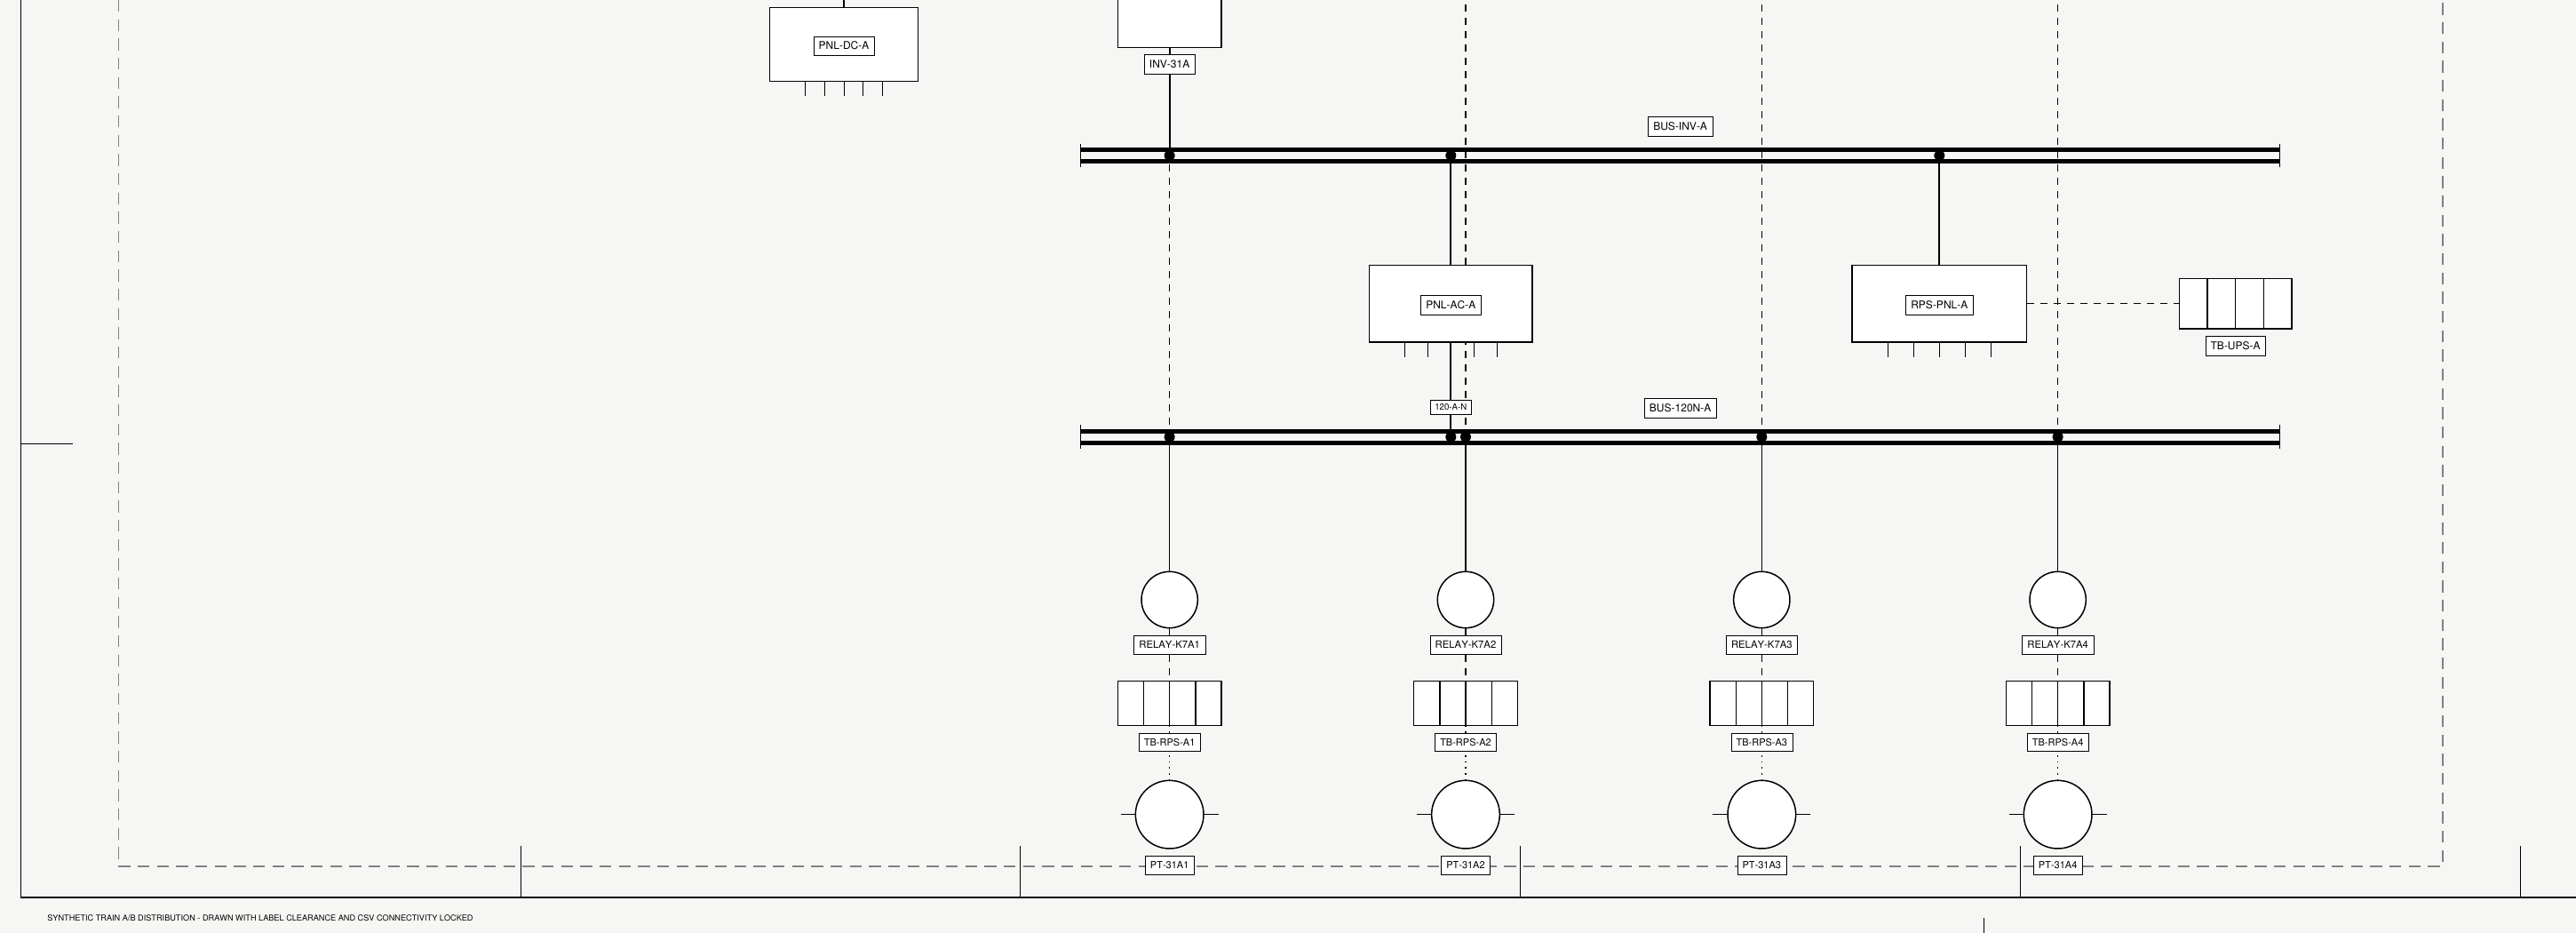 PNL-DC-A
INV-31A
BUS-INV-A
PNL-AC-A
RPS-PNL-A
TB-UPS-A
120-A-N
BUS-120N-A
RELAY-K7A1
RELAY-K7A2
RELAY-K7A3
RELAY-K7A4
TB-RPS-A1
TB-RPS-A2
TB-RPS-A3
TB-RPS-A4
PT-31A1
PT-31A2
PT-31A3
PT-31A4
SYNTHETIC TRAIN A/B DISTRIBUTION - DRAWN WITH LABEL CLEARANCE AND CSV CONNECTIVITY LOCKED